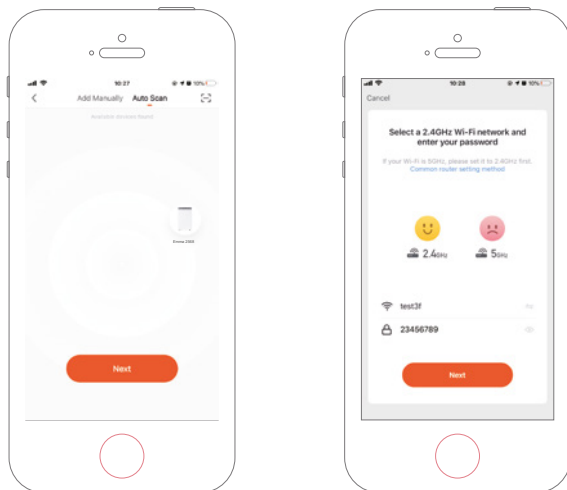 10:27
10%
Add Manually Auto Scan
Available devices found
Next
10:28
10%
Cancel
Select a 2.4GHz Wi-Fi network and
enter your password
If your Wi-Fi is 5GHz, please set it to 2.4GHz first.
Common router setting method
2.4GHz
5GHz
test3f
23456789
Next